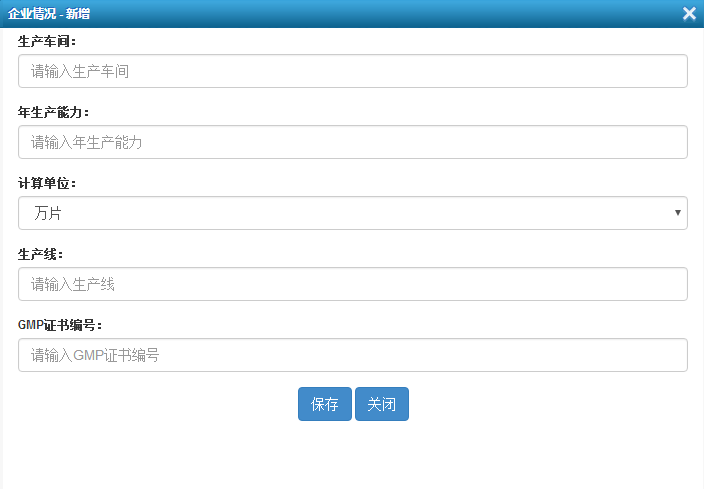 企业情况 - 新增
生产车间：
请输入生产车间
年生产能力：
请输入年生产能力
计算单位：
万片
生产线：
请输入生产线
GMP证书编号：
请输入GMP证书编号
保存 关闭